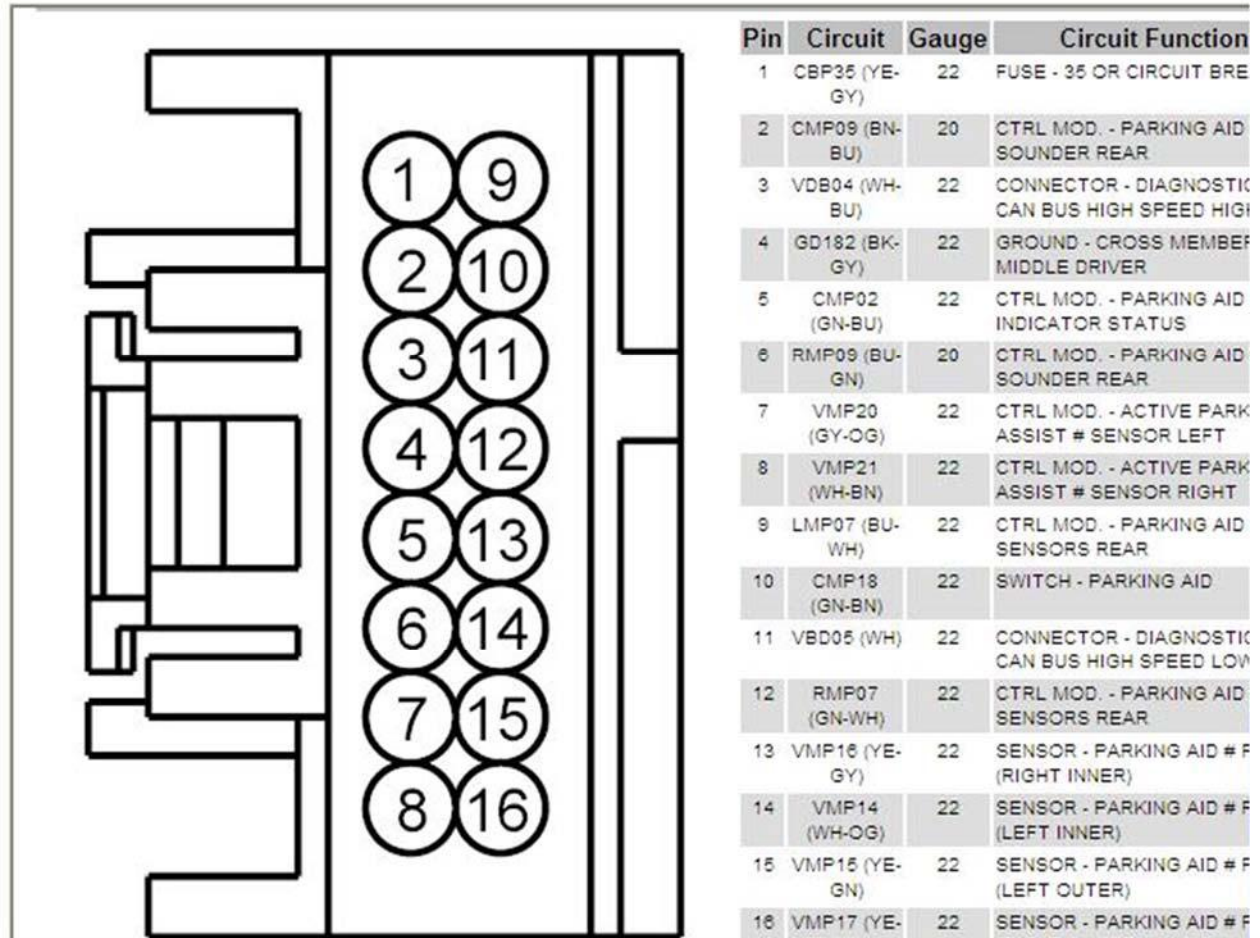 1 9
2 10
3 11
4 12
5 13
6 14
7 15
8 16
Pin Circuit Gauge Circuit Function
1 CBP35 (YE- 22 FUSE - 35 OR CIRCUIT BRE
GY)
2 CMP09 (BN- 20 CTRL MOD. - PARKING AID
BU) SOUNDER REAR
3 VDB04 (WH- 22 CONNECTOR - DIAGNOSTIC
BU) CAN BUS HIGH SPEED HIGH
4 GD182 (BK- 22 GROUND - CROSS MEMBER
GY) MIDDLE DRIVER
5 CMP02 22 CTRL MOD. - PARKING AID
(GN-BU) INDICATOR STATUS
6 RMP09 (BU- 20 CTRL MOD. - PARKING AID
GN) SOUNDER REAR
7 VMP20 22 CTRL MOD. - ACTIVE PARK
(GY-OG) ASSIST # SENSOR LEFT
8 VMP21 22 CTRL MOD. - ACTIVE PARK
(WH-BN) ASSIST # SENSOR RIGHT
9 LMP07 (BU- 22 CTRL MOD. - PARKING AID
WH) SENSORS REAR
10 CMP18 22 SWITCH - PARKING AID
(GN-BN)
11 VBD05 (WH) 22 CONNECTOR - DIAGNOSTIC
CAN BUS HIGH SPEED LOW
12 RMP07 22 CTRL MOD. - PARKING AID
(GN-WH) SENSORS REAR
13 VMP16 (YE- 22 SENSOR - PARKING AID #
GY) (RIGHT INNER)
14 VMP14 22 SENSOR - PARKING AID #
(WH-OG) (LEFT INNER)
15 VMP15 (YE- 22 SENSOR - PARKING AID #
GN) (LEFT OUTER)
16 VMP17 (YE- 22 SENSOR - PARKING AID #